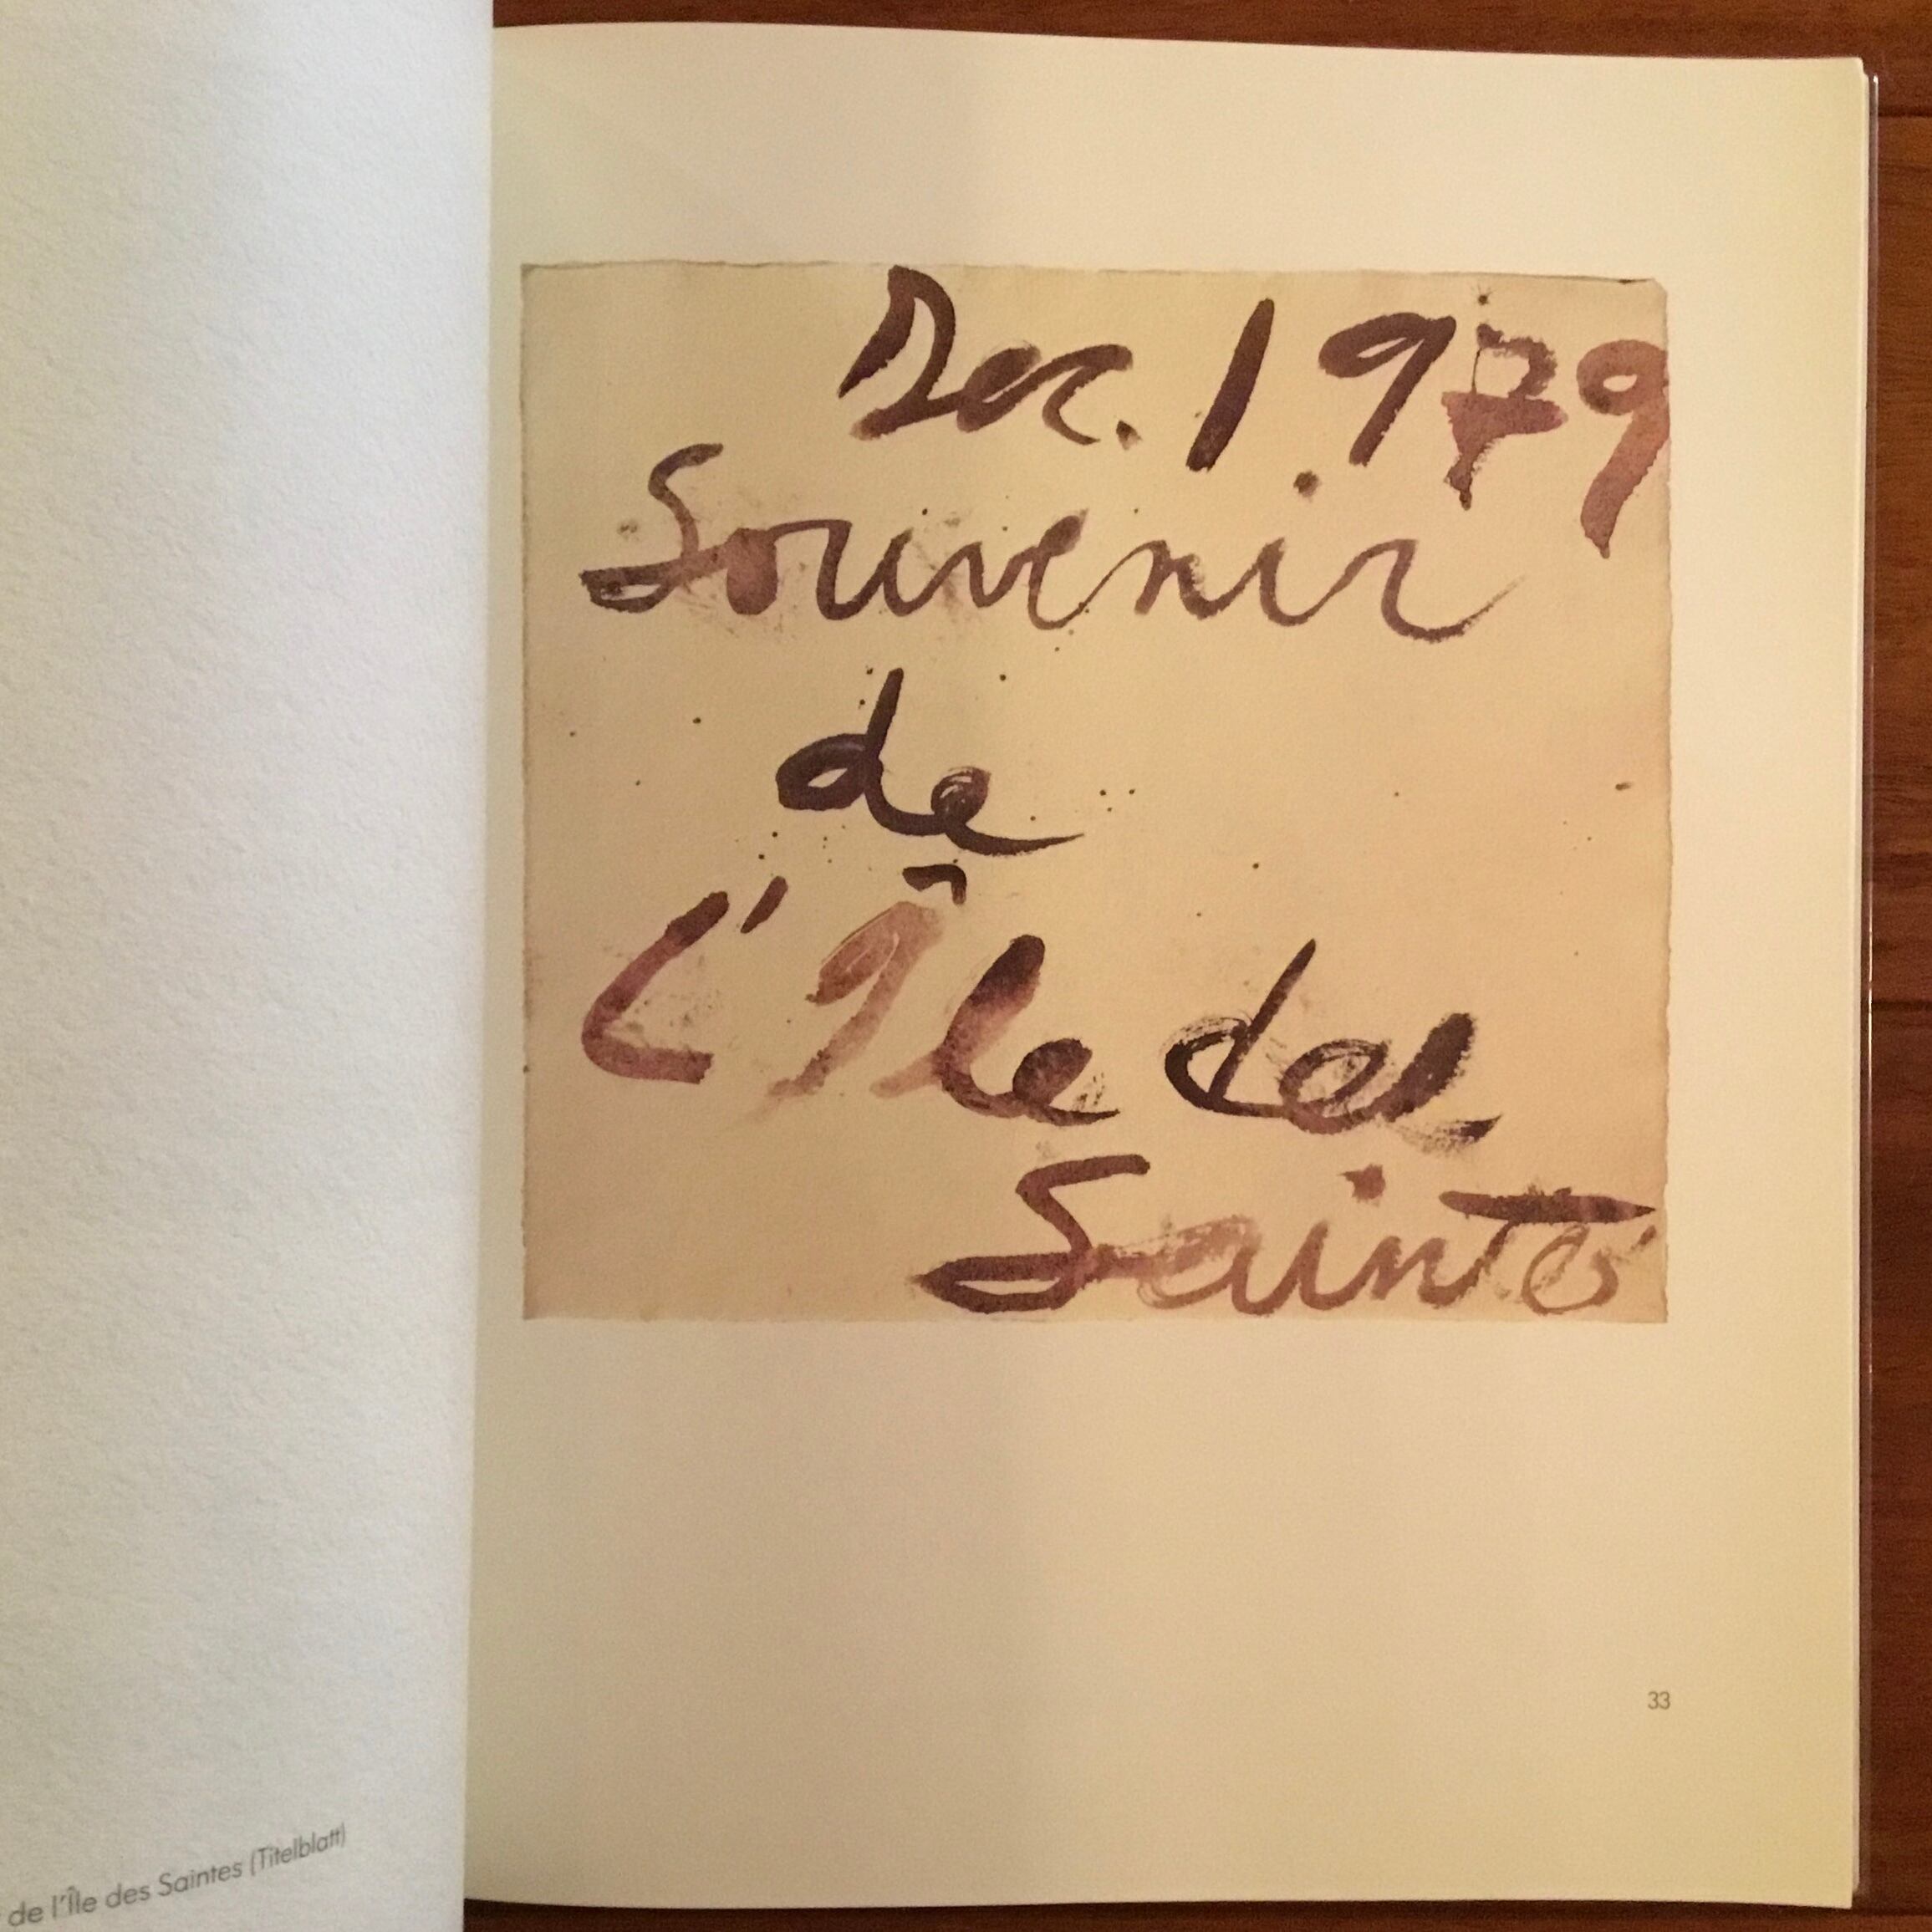 de l'Île des Saintes (Titelblatt)
Dec. 1979
Souvenir
de
L'Île des
Saintes
33